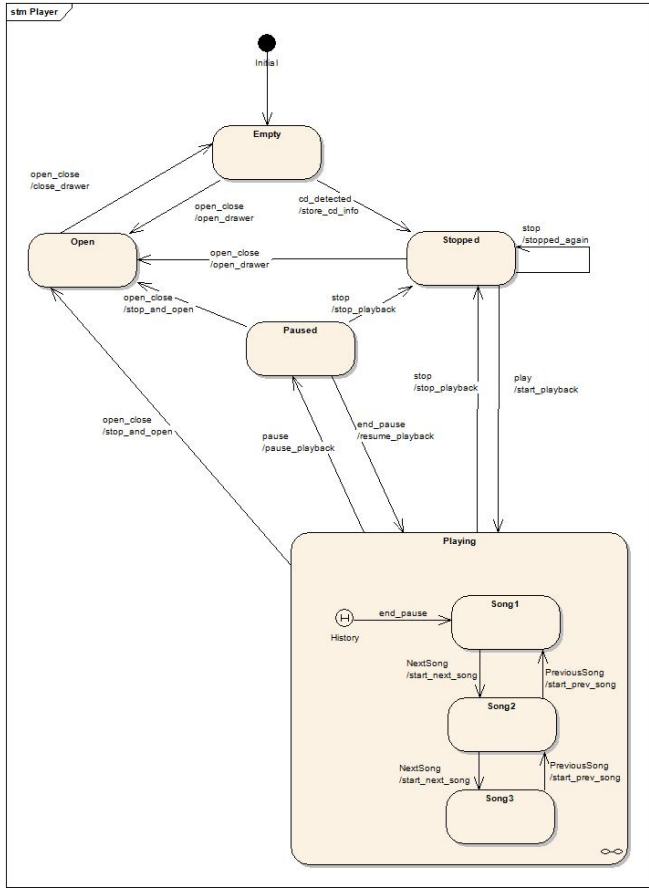 stm Player
Initial
Empty
open_close
/close_drawer
open_close
/open_drawer
cd_detected
/store_cd_info
Open
Stopped
stop
/stopped_again
open_close
/open_drawer
open_close
/stop_and_open
stop
/stop_playback
Paused
open_close
/stop_and_open
pause
/pause_playback
end_pause
/resume_playback
stop
/stop_playback
play
/start_playback
Playing
H
History
end_pause
Song1
NextSong
/start_next_song
PreviousSong
/start_prev_song
Song2
NextSong
/start_next_song
PreviousSong
/start_prev_song
Song3